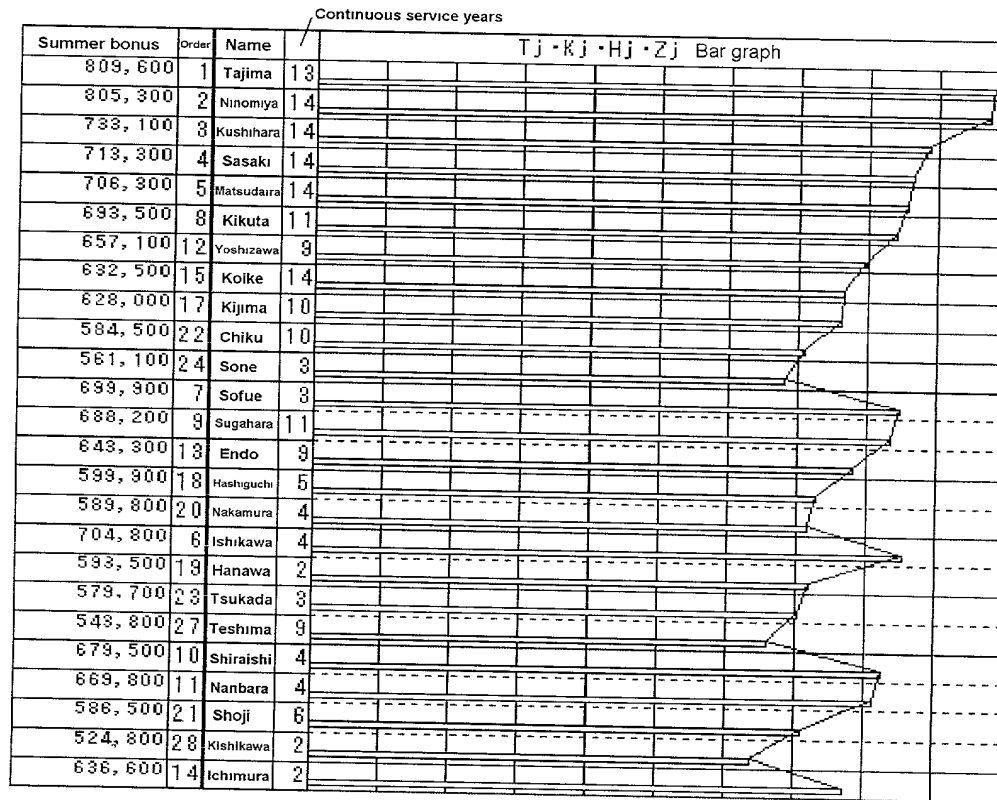 Continuous service years
Summer bonus Order Name Tj・Kj・Hj・Zj Bar graph
809,600 1 Tajima 13
805,300 2 Ninomiya 14
733,100 3 Kushihara 14
713,300 4 Sasaki 14
706,300 5 Matsudaira 14
693,500 8 Kikuta 11
657,100 12 Yoshizawa 9
632,500 15 Koike 14
628,000 17 Kijima 10
584,500 22 Chiku 10
561,100 24 Sone 3
699,900 7 Sofue 3
688,200 9 Sugahara 11
643,300 13 Endo 9
599,900 18 Hashiguchi 5
589,800 20 Nakamura 4
704,800 6 Ishikawa 4
593,500 19 Hanawa 2
579.700 23 Tsukada 3
543,800 27 Teshima 9
679,500 10 Shiraishi 4
669,800 11 Nanbara 4
586,500 21 Shoji 6
524,800 28 Kishikawa 2
636,600 14 Ichimura 2